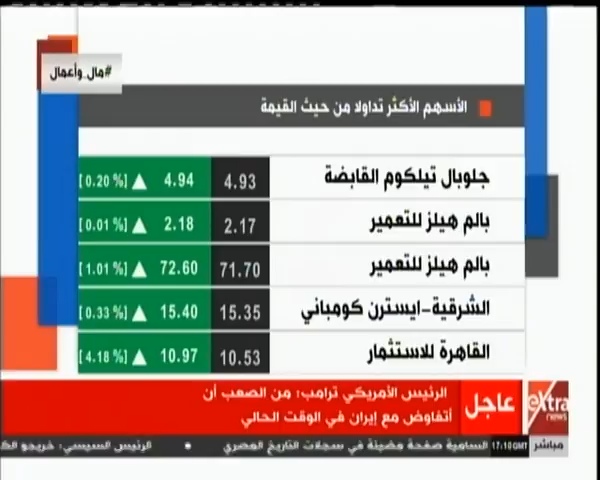 #مال_وأعمال
الأسهم الأكثر تداولا من حيث القيمة
جلوبال تيلكوم القابضة 4.93 4.94 ▲ [0.20 %]
بالم هيلز للتعمير 2.17 2.18 ▲ [0.01 %]
بالم هيلز للتعمير 71.70 72.60 ▲ [1.01 %]
الشرقية-ايسترن كومباني 15.35 15.40 ▲ [0.33 %]
القاهرة للاستثمار 10.53 10.97 ▲ [4.18 %]
عاجل
الرئيس الأمريكي ترامب: من الصعب أن
أتفاوض مع إيران في الوقت الحالي
extra
news
مباشر
17:10 GMT
السامية صفحة مضيئة في سجلات التاريخ المصري
الرئيس السيسي: خريجو